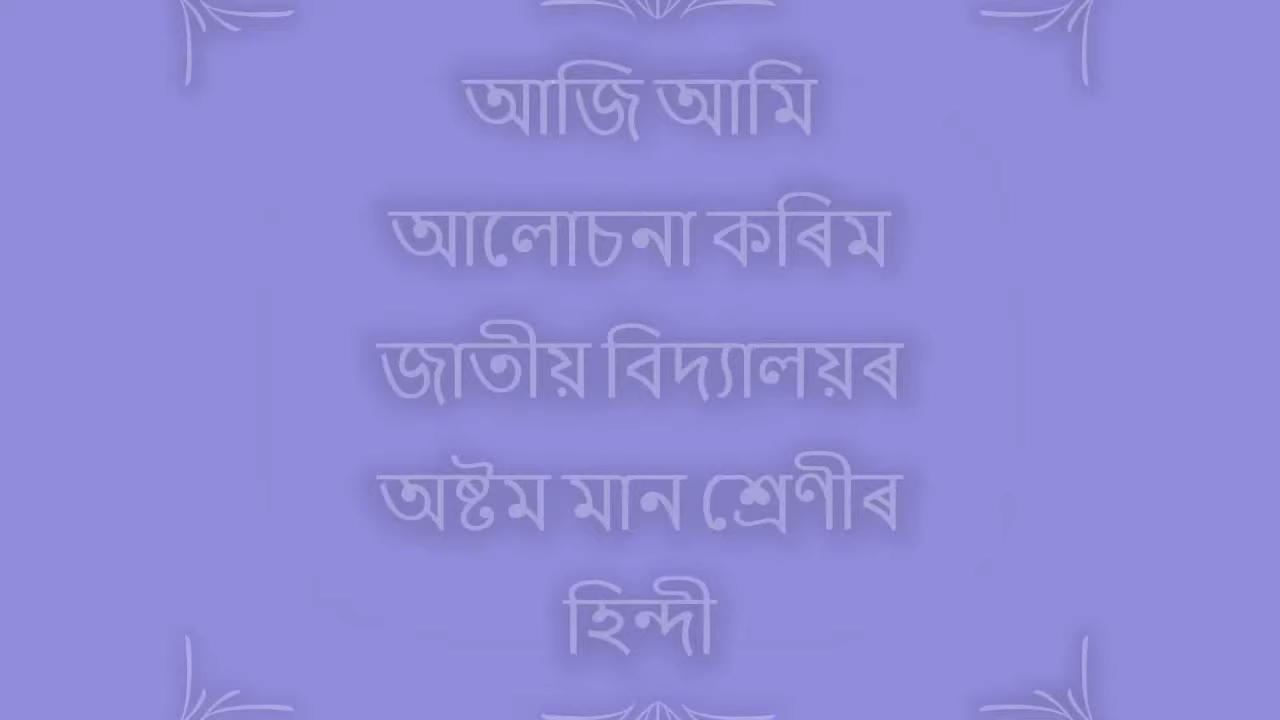 আজি আমি
আলোচনা কৰিম
জাতীয় বিদ্যালয়ৰ
অষ্টম মান শ্ৰেণীৰ
হিন্দী